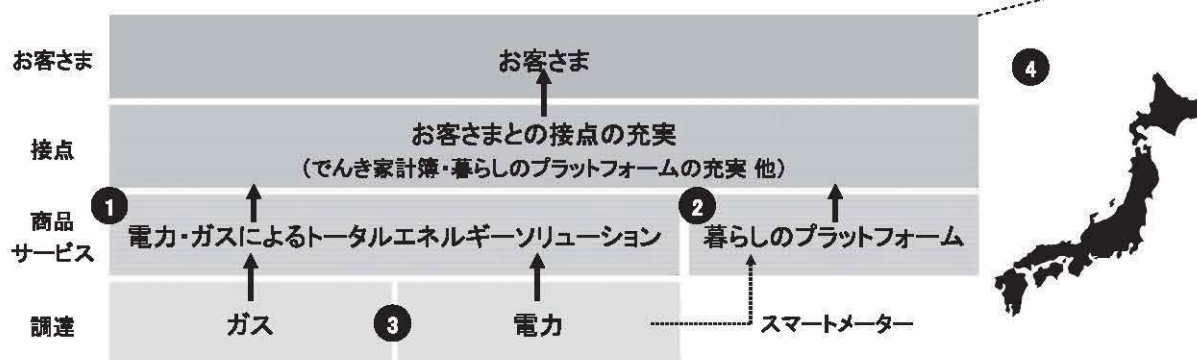 お客さま
お客さま
4
接点
お客さまとの接点の充実
(でんき家計簿・暮らしのプラットフォームの充実 他)
1
2
商品
サービス
電力・ガスによるトータルエネルギーソリューション
暮らしのプラットフォーム
調達
ガス
3
電力
スマートメーター